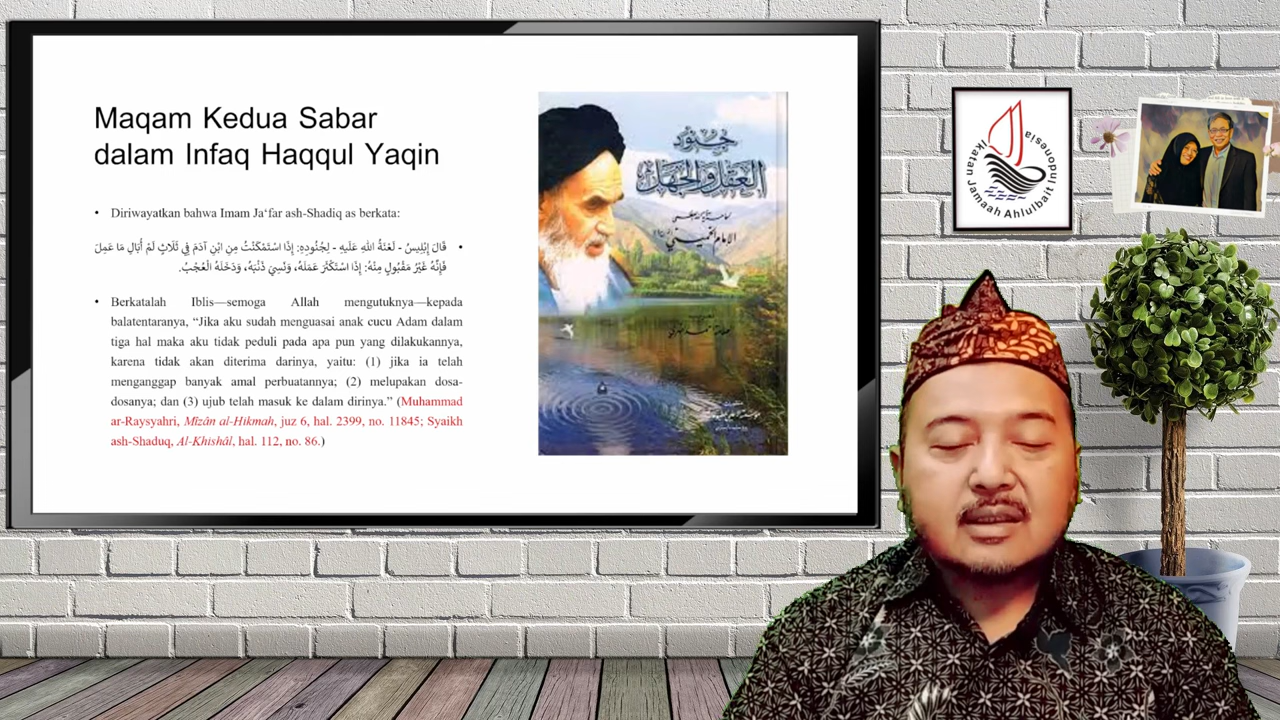 Maqam Kedua Sabar
dalam Infaq Haqqul Yaqin
• Diriwayatkan bahwa Imam Ja‘far ash-Shadiq as berkata:
• قَالَ إِبْلِيسُ - لَعْنَةُ اللهِ عَلَيهِ - لِجُنُودِهِ: إِذَا اسْتَمْكَنْتُ مِنِ ابْنِ آدَمَ فِي ثَلَاثٍ لَمْ أُبَالِ مَا عَمِلَ
فَإِنَّهُ غَيْرُ مَقْبُولٍ مِنْهُ: إِذَا اسْتَكْثَرَ عَمَلَهُ، وَنَسِيَ ذَنْبَهُ، وَدَخَلَهُ الْعُجْبُ.
• Berkatalah Iblis—semoga Allah mengutuknya—kepada
balatentaranya, “Jika aku sudah menguasai anak cucu Adam dalam
tiga hal maka aku tidak peduli pada apa pun yang dilakukannya,
karena tidak akan diterima darinya, yaitu: (1) jika ia telah
menganggap banyak amal perbuatannya; (2) melupakan dosa-
dosanya; dan (3) ujub telah masuk ke dalam dirinya.” (Muhammad
ar-Raysyahri, Mîzân al-Hikmah, juz 6, hal. 2399, no. 11845; Syaikh
ash-Shaduq, Al-Khishâl, hal. 112, no. 86.)
جنود
العقل والجهل
الإمام الخميني
Ikatan Jamaah Ahlulbait Indonesia